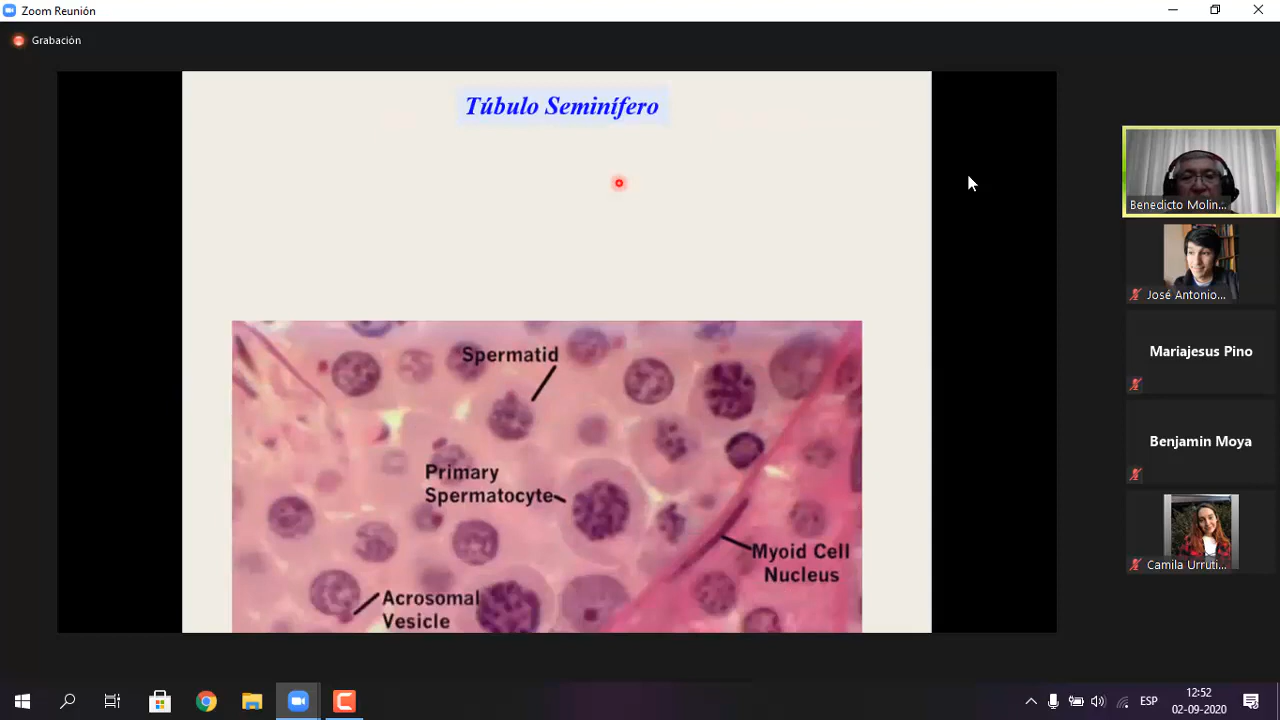 Zoom Reunión
Grabación
Túbulo Seminífero
Spermatid
Primary
Spermatocyte
Myoid Cell
Nucleus
Acrosomal
Vesicle
Benedicto Molin...
José Antonio...
Mariajesus Pino
Benjamin Moya
Camila Urruti...
ESP
12:52
02-09-2020